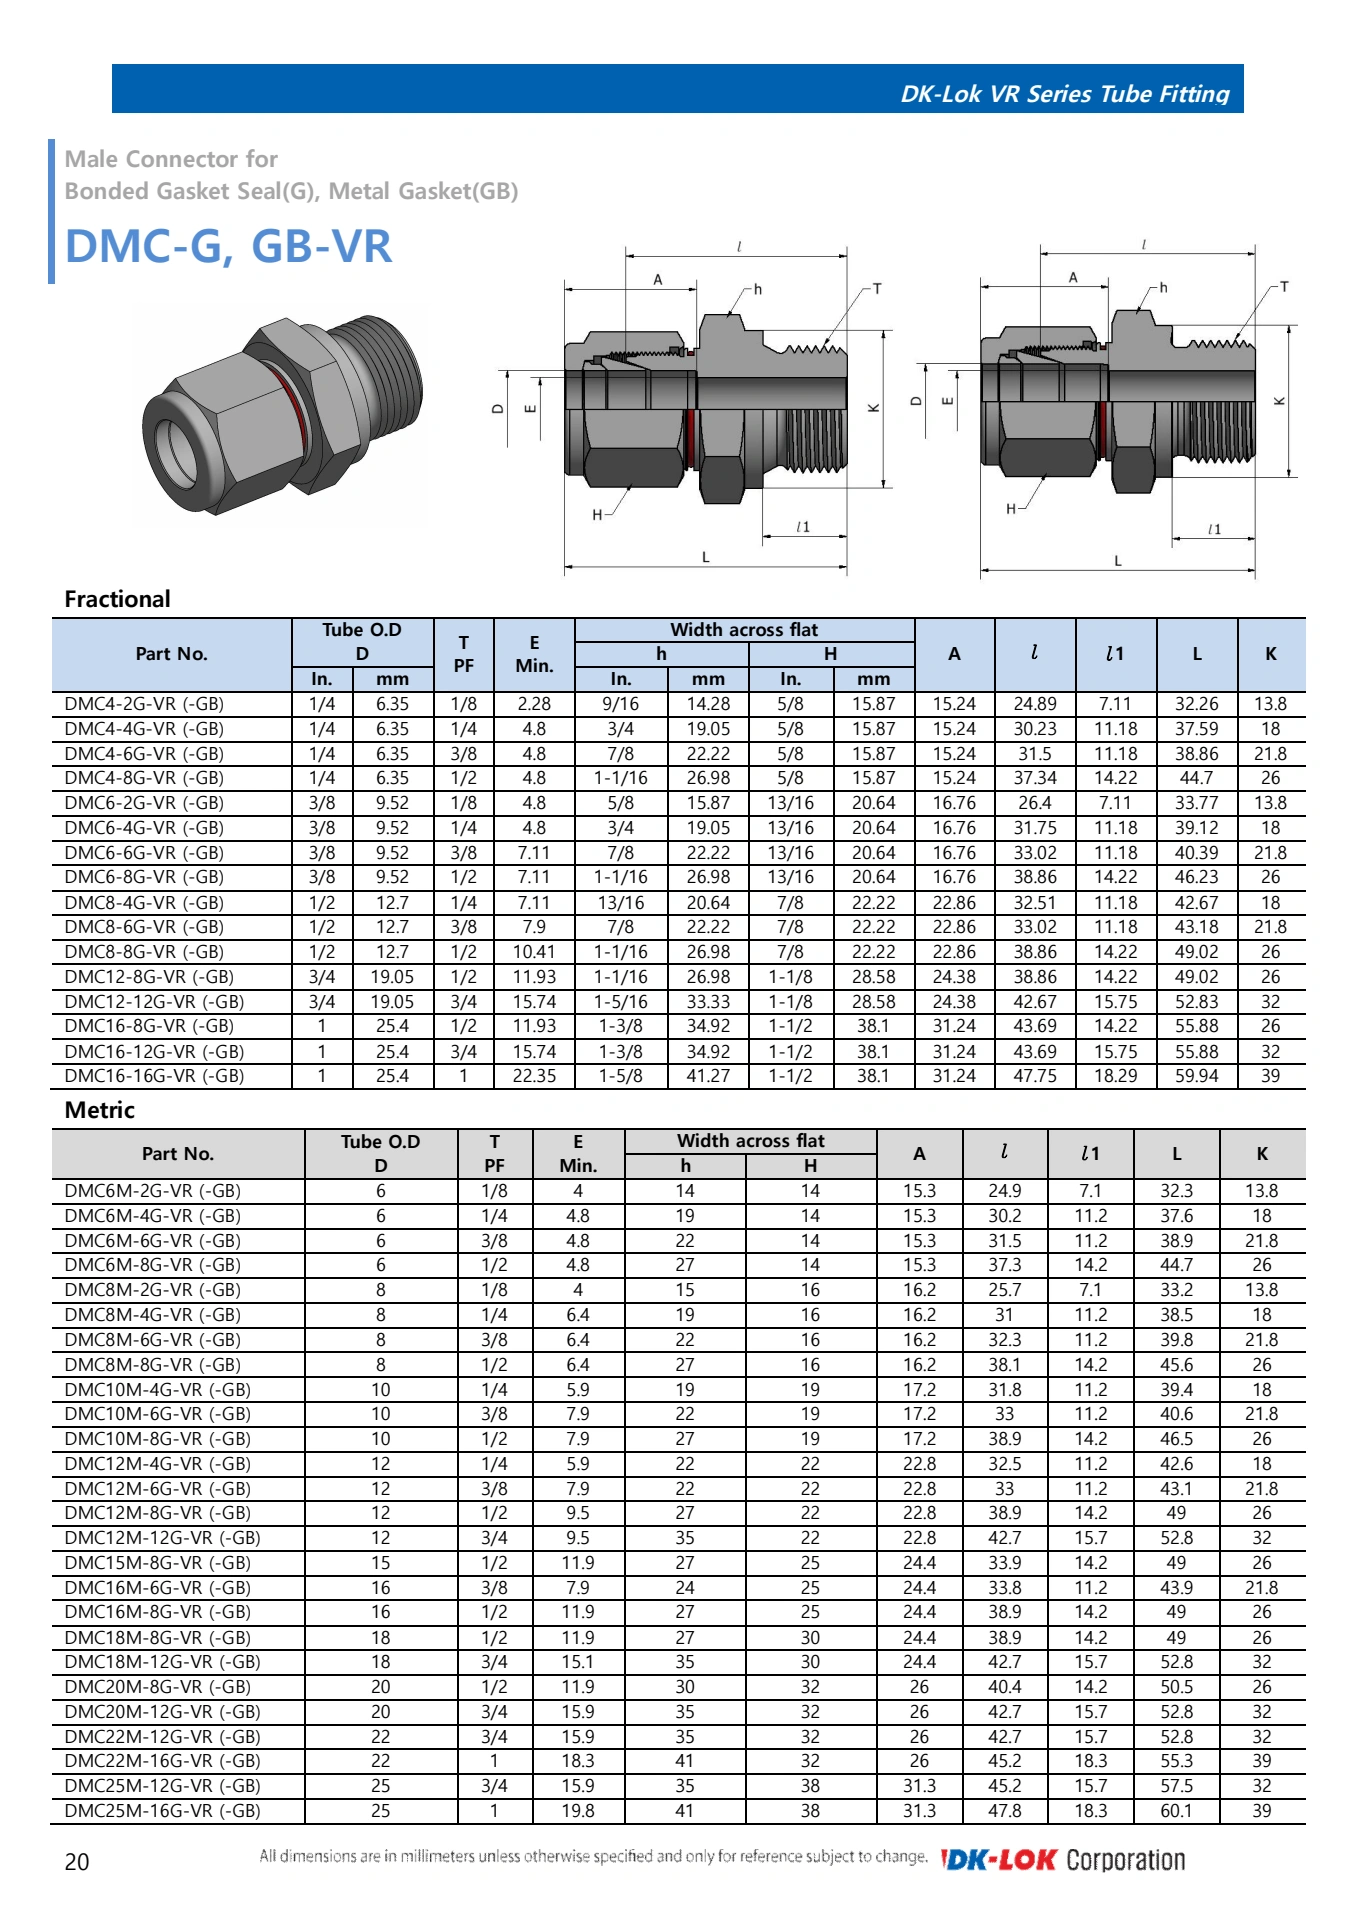 DK-Lok VR Series Tube Fitting
Male Connector for
Bonded Gasket Seal(G), Metal Gasket(GB)
DMC-G, GB-VR
l
A
h
T
D
E
K
H
l1
L
l
A
h
T
D
E
K
H
l1
L
Fractional
Part No. Tube O.D D In. mm T PF E Min. Width across flat h In. mm H In. mm A l l1 L K
DMC4-2G-VR (-GB) 1/4 6.35 1/8 2.28 9/16 14.28 5/8 15.87 15.24 24.89 7.11 32.26 13.8
DMC4-4G-VR (-GB) 1/4 6.35 1/4 4.8 3/4 19.05 5/8 15.87 15.24 30.23 11.18 37.59 18
DMC4-6G-VR (-GB) 1/4 6.35 3/8 4.8 7/8 22.22 5/8 15.87 15.24 31.5 11.18 38.86 21.8
DMC4-8G-VR (-GB) 1/4 6.35 1/2 4.8 1-1/16 26.98 5/8 15.87 15.24 37.34 14.22 44.7 26
DMC6-2G-VR (-GB) 3/8 9.52 1/8 4.8 5/8 15.87 13/16 20.64 16.76 26.4 7.11 33.77 13.8
DMC6-4G-VR (-GB) 3/8 9.52 1/4 4.8 3/4 19.05 13/16 20.64 16.76 31.75 11.18 39.12 18
DMC6-6G-VR (-GB) 3/8 9.52 3/8 7.11 7/8 22.22 13/16 20.64 16.76 33.02 11.18 40.39 21.8
DMC6-8G-VR (-GB) 3/8 9.52 1/2 7.11 1-1/16 26.98 13/16 20.64 16.76 38.86 14.22 46.23 26
DMC8-4G-VR (-GB) 1/2 12.7 1/4 7.11 13/16 20.64 7/8 22.22 22.86 32.51 11.18 42.67 18
DMC8-6G-VR (-GB) 1/2 12.7 3/8 7.9 7/8 22.22 7/8 22.22 22.86 33.02 11.18 43.18 21.8
DMC8-8G-VR (-GB) 1/2 12.7 1/2 10.41 1-1/16 26.98 7/8 22.22 22.86 38.86 14.22 49.02 26
DMC12-8G-VR (-GB) 3/4 19.05 1/2 11.93 1-1/16 26.98 1-1/8 28.58 24.38 38.86 14.22 49.02 26
DMC12-12G-VR (-GB) 3/4 19.05 3/4 15.74 1-5/16 33.33 1-1/8 28.58 24.38 42.67 15.75 52.83 32
DMC16-8G-VR (-GB) 1 25.4 1/2 11.93 1-3/8 34.92 1-1/2 38.1 31.24 43.69 14.22 55.88 26
DMC16-12G-VR (-GB) 1 25.4 3/4 15.74 1-3/8 34.92 1-1/2 38.1 31.24 43.69 15.75 55.88 32
DMC16-16G-VR (-GB) 1 25.4 1 22.35 1-5/8 41.27 1-1/2 38.1 31.24 47.75 18.29 59.94 39
Metric
Part No. Tube O.D D T PF E Min. Width across flat h H A l l1 L K
DMC6M-2G-VR (-GB) 6 1/8 4 14 14 15.3 24.9 7.1 32.3 13.8
DMC6M-4G-VR (-GB) 6 1/4 4.8 19 14 15.3 30.2 11.2 37.6 18
DMC6M-6G-VR (-GB) 6 3/8 4.8 22 14 15.3 31.5 11.2 38.9 21.8
DMC6M-8G-VR (-GB) 6 1/2 4.8 27 14 15.3 37.3 14.2 44.7 26
DMC8M-2G-VR (-GB) 8 1/8 4 15 16 16.2 25.7 7.1 33.2 13.8
DMC8M-4G-VR (-GB) 8 1/4 6.4 19 16 16.2 31 11.2 38.5 18
DMC8M-6G-VR (-GB) 8 3/8 6.4 22 16 16.2 32.3 11.2 39.8 21.8
DMC8M-8G-VR (-GB) 8 1/2 6.4 27 16 16.2 38.1 14.2 45.6 26
DMC10M-4G-VR (-GB) 10 1/4 5.9 19 19 17.2 31.8 11.2 39.4 18
DMC10M-6G-VR (-GB) 10 3/8 7.9 22 19 17.2 33 11.2 40.6 21.8
DMC10M-8G-VR (-GB) 10 1/2 7.9 27 19 17.2 38.9 14.2 46.5 26
DMC12M-4G-VR (-GB) 12 1/4 5.9 22 22 22.8 32.5 11.2 42.6 18
DMC12M-6G-VR (-GB) 12 3/8 7.9 22 22 22.8 33 11.2 43.1 21.8
DMC12M-8G-VR (-GB) 12 1/2 9.5 27 22 22.8 38.9 14.2 49 26
DMC12M-12G-VR (-GB) 12 3/4 9.5 35 22 22.8 42.7 15.7 52.8 32
DMC15M-8G-VR (-GB) 15 1/2 11.9 27 25 24.4 33.9 14.2 49 26
DMC16M-6G-VR (-GB) 16 3/8 7.9 24 25 24.4 33.8 11.2 43.9 21.8
DMC16M-8G-VR (-GB) 16 1/2 11.9 27 25 24.4 38.9 14.2 49 26
DMC18M-8G-VR (-GB) 18 1/2 11.9 27 30 24.4 38.9 14.2 49 26
DMC18M-12G-VR (-GB) 18 3/4 15.1 35 30 24.4 42.7 15.7 52.8 32
DMC20M-8G-VR (-GB) 20 1/2 11.9 30 32 26 40.4 14.2 50.5 26
DMC20M-12G-VR (-GB) 20 3/4 15.9 35 32 26 42.7 15.7 52.8 32
DMC22M-12G-VR (-GB) 22 3/4 15.9 35 32 26 42.7 15.7 52.8 32
DMC22M-16G-VR (-GB) 22 1 18.3 41 32 26 45.2 18.3 55.3 39
DMC25M-12G-VR (-GB) 25 3/4 15.9 35 38 31.3 45.2 15.7 57.5 32
DMC25M-16G-VR (-GB) 25 1 19.8 41 38 31.3 47.8 18.3 60.1 39
20
All dimensions are in millimeters unless otherwise specified and only for reference subject to change.
DK-LOK Corporation